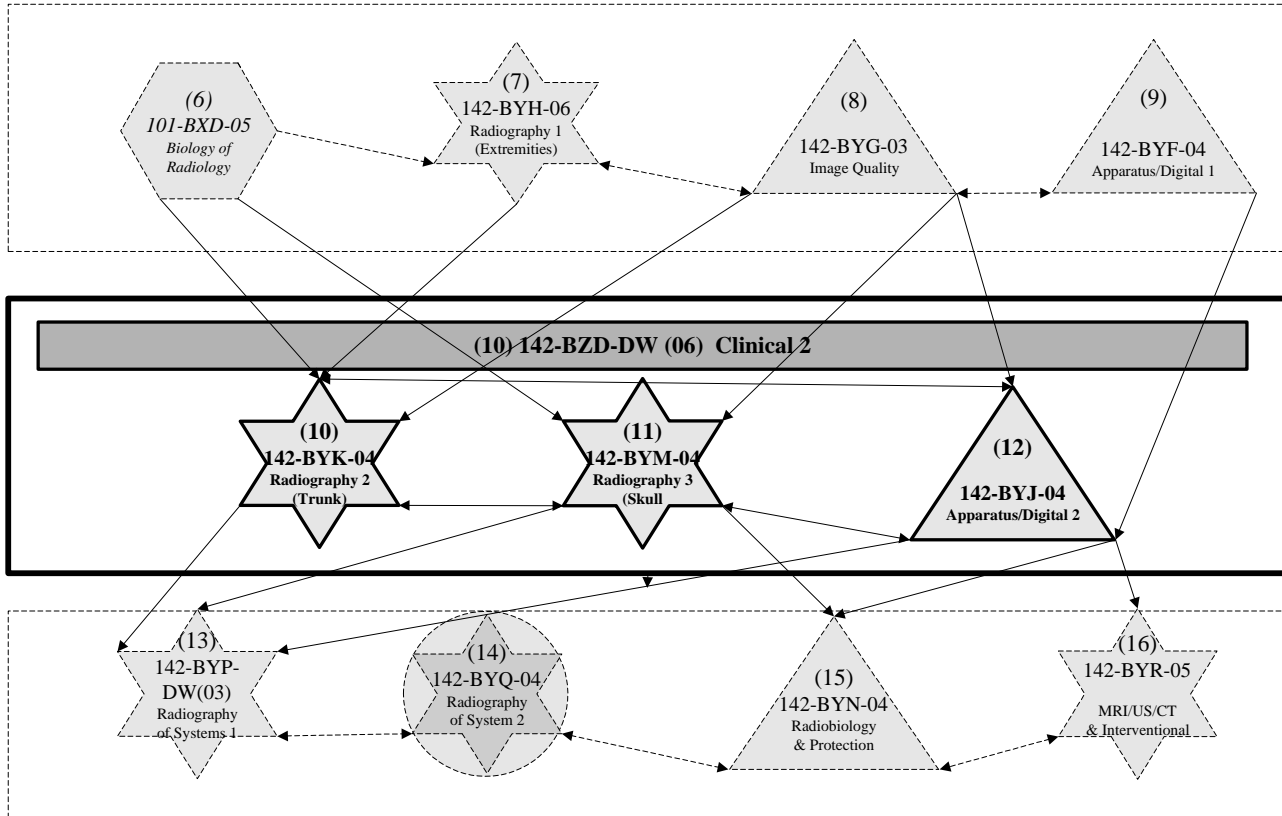 (6)
101-BXD-05
Biology of
Radiology
(7)
142-BYH-06
Radiography 1
(Extremities)
(8)
142-BYG-03
Image Quality
(9)
142-BYF-04
Apparatus/Digital 1
(10) 142-BZD-DW (06) Clinical 2
(10)
142-BYK-04
Radiography 2
(Trunk)
(11)
142-BYM-04
Radiography 3
(Skull
(12)
142-BYJ-04
Apparatus/Digital 2
(13)
142-BYP-
DW(03)
Radiography
of Systems 1
(14)
142-BYQ-04
Radiography
of System 2
(15)
142-BYN-04
Radiobiology
& Protection
(16)
142-BYR-05
MRI/US/CT
& Interventional